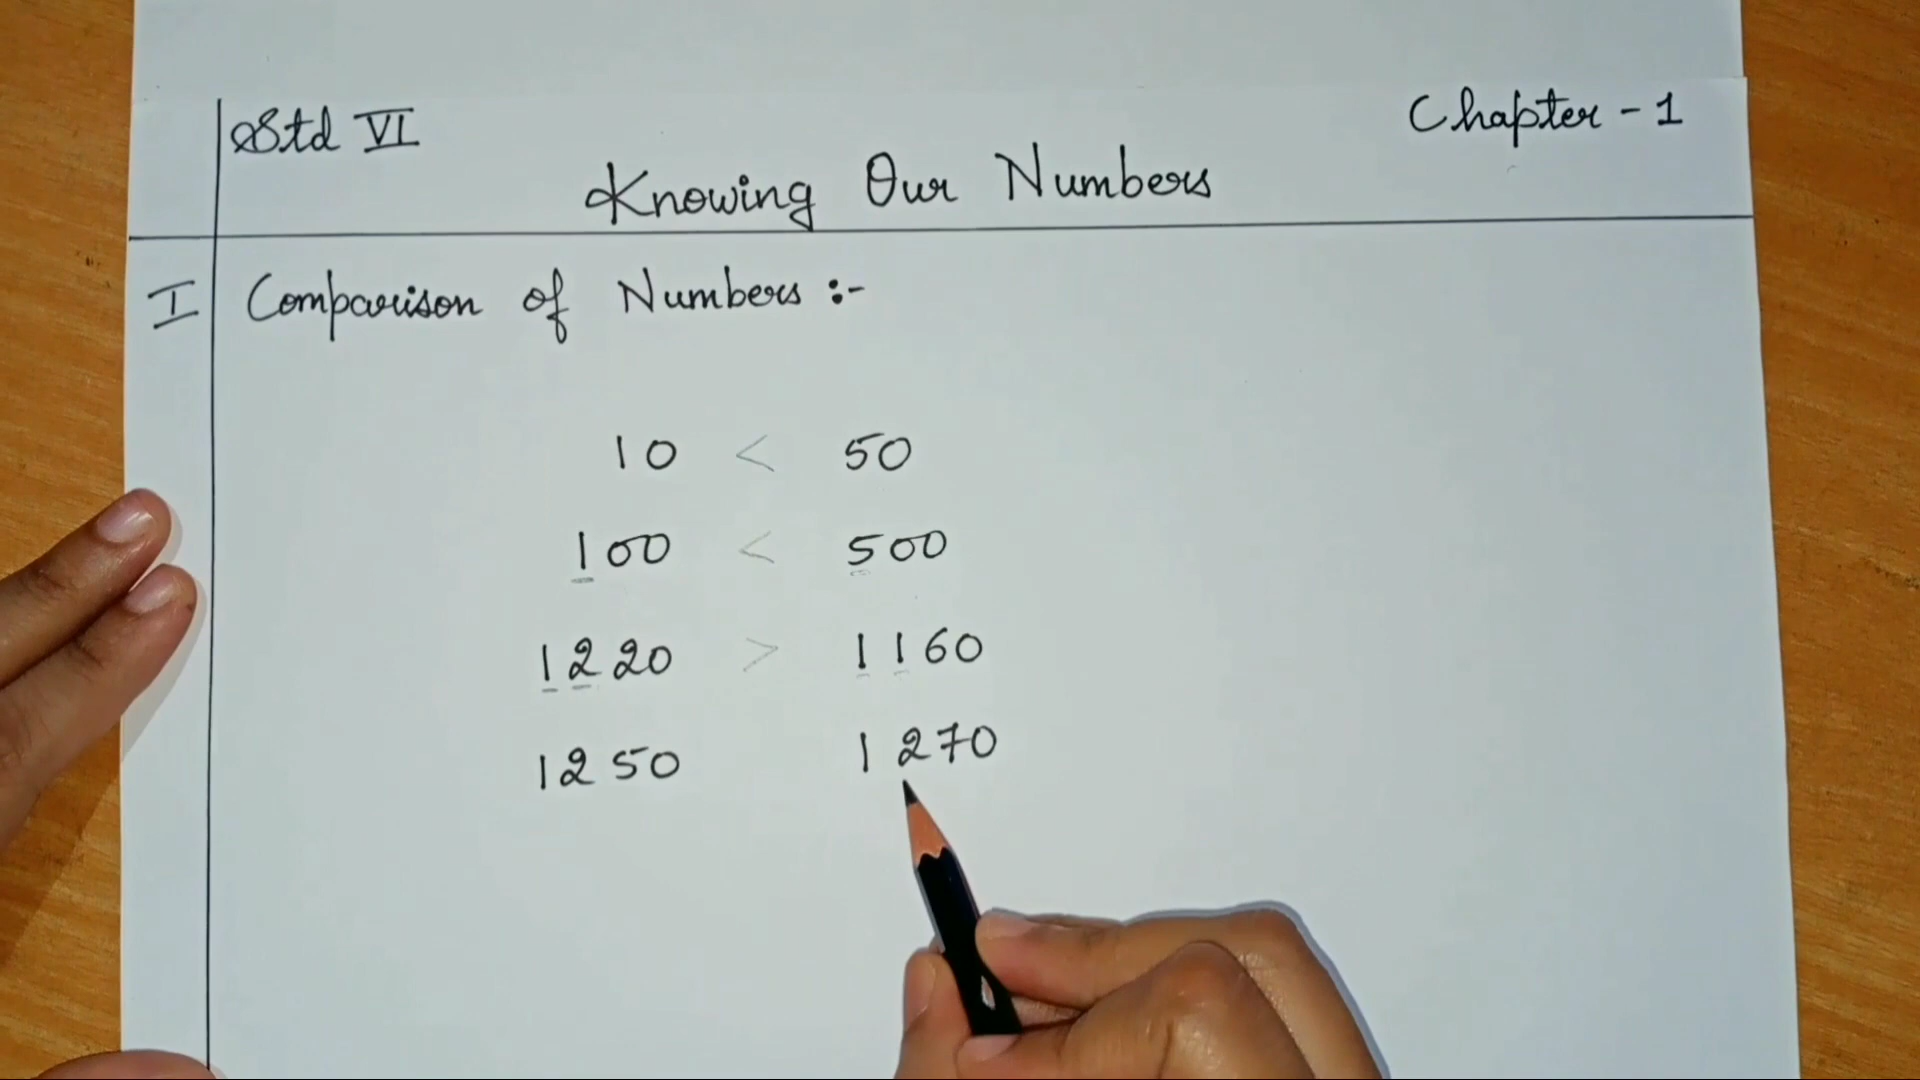 Std VI
Chapter - 1
Knowing Our Numbers
I Comparison of Numbers :-
10 < 50
100 < 500
1220 > 1160
1250 1270